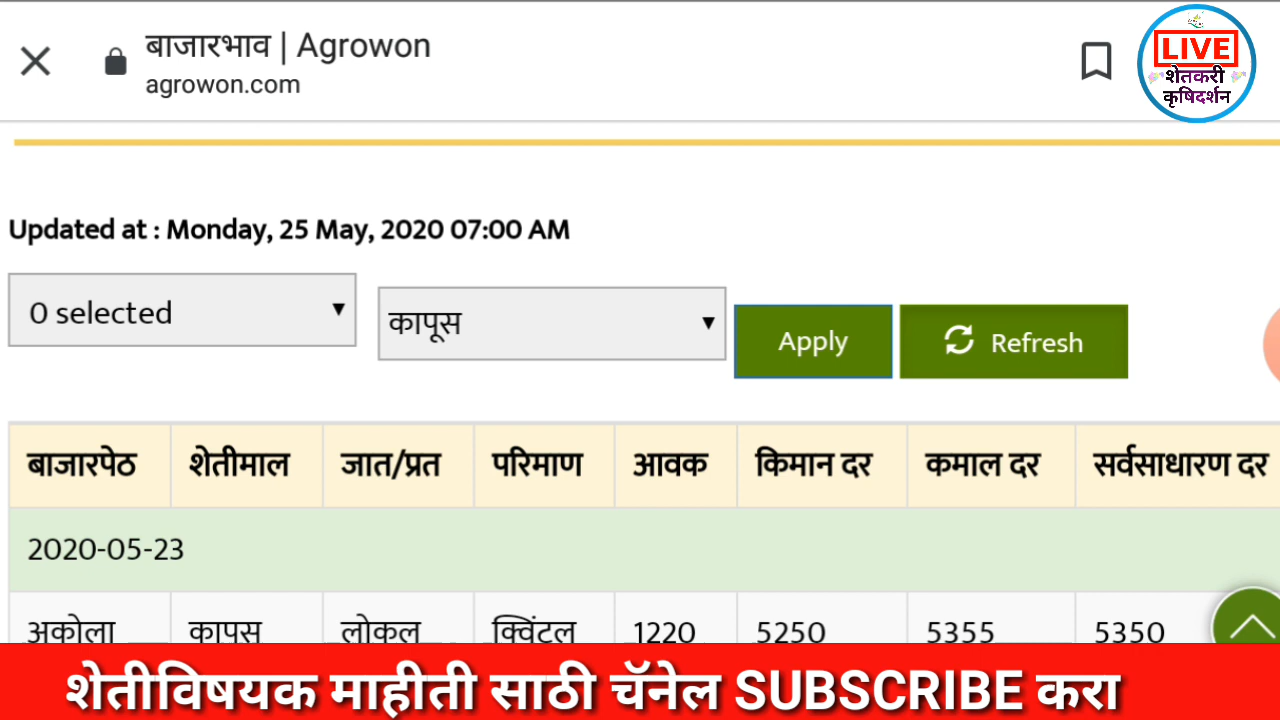 बाजारभाव | Agrowon
agrowon.com
LIVE
शेतकरी
कृषिदर्शन
Updated at : Monday, 25 May, 2020 07:00 AM
0 selected
कापूस
Apply
Refresh
बाजारपेठ शेतीमाल जात/प्रत परिमाण आवक किमान दर कमाल दर सर्वसाधारण दर
2020-05-23
अकोला कापूस लोकल क्विंटल 1220 5250 5355 5350
शेतीविषयक माहीती साठी चॅनेल SUBSCRIBE करा